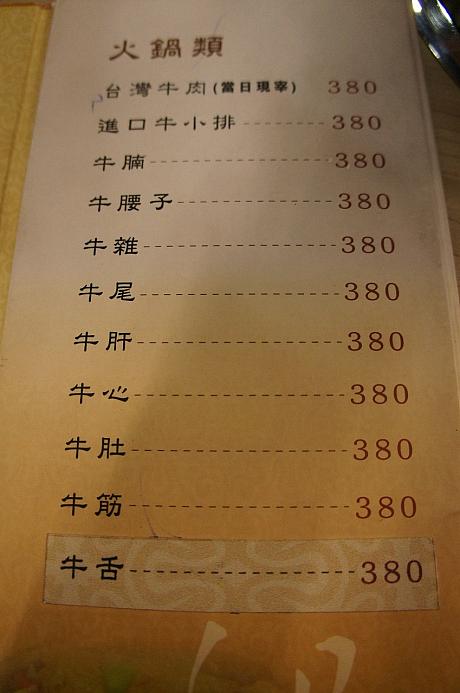 火鍋類
台灣牛肉(當日現宰) 380
進口牛小排--------380
牛腩----------------380
牛腰子--------------380
牛雜-----------------380
牛尾-----------------380
牛肝-----------------380
牛心-----------------380
牛肚-----------------380
牛筋-----------------380
牛舌-----------------380